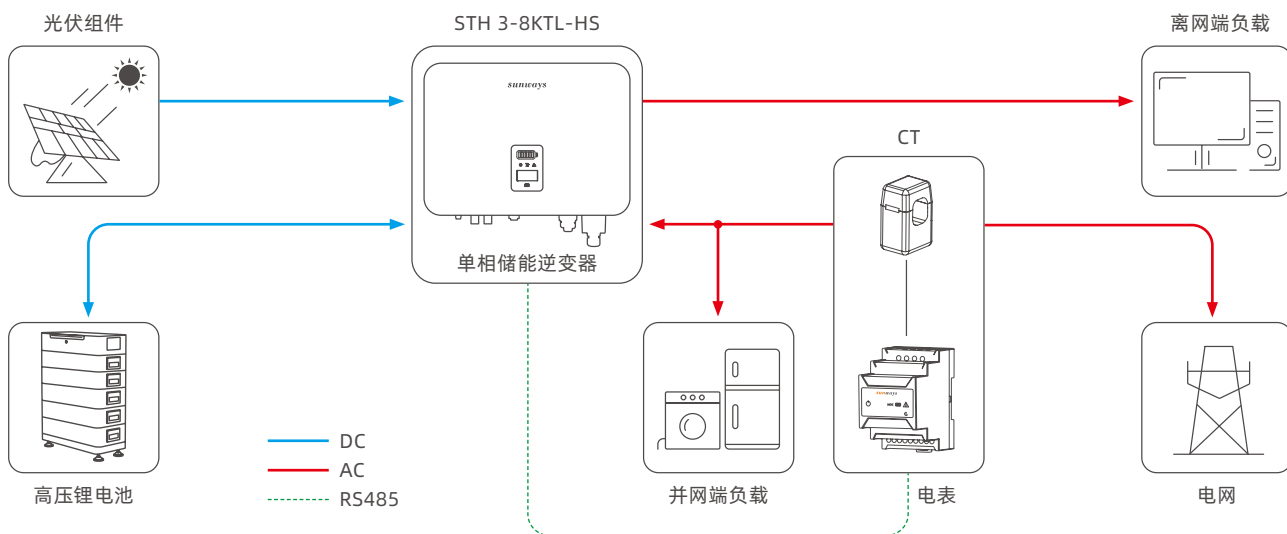 光伏组件
STH 3-8KTL-HS
离网端负载
sunways
CT
单相储能逆变器
sunways
DC
AC
RS485
高压锂电池
并网端负载
电表
电网